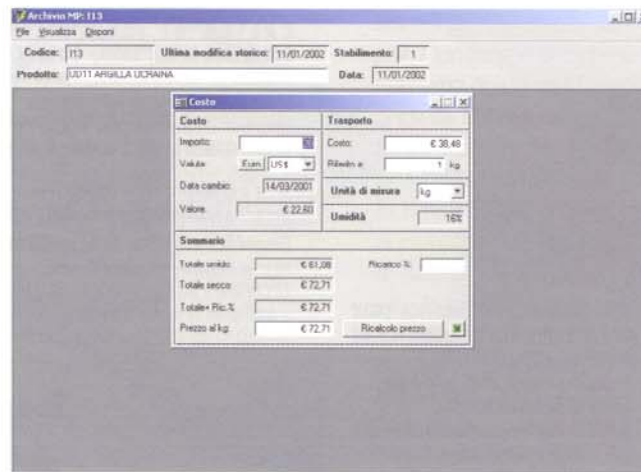 Archivio MP: I13
File Visualizza Disponi
Codice: I13 Ultima modifica storico: 11/01/2002 Stabilimento: 1
Prodotto: UD11 ARGILLA UCRAINA Data: 11/01/2002
Costo
Costo Trasporto
Importo: 20 Costo: € 38,48
Valuta: Euro US$ Riferito a: 1 kg
Data cambio: 14/03/2001 Unità di misura kg
Valore: € 22,60 Umidità 16%
Sommario
Totale umido: € 61,08 Ricarico %:
Totale secco: € 72,71
Totale+ Ric.% € 72,71
Prezzo al kg: € 72,71 Ricalcolo prezzo